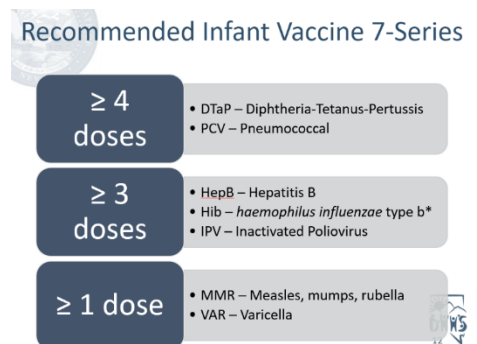 Recommended Infant Vaccine 7-Series
≥ 4
doses
• DTaP – Diphtheria-Tetanus-Pertussis
• PCV – Pneumococcal
≥ 3
doses
• HepB – Hepatitis B
• Hib – haemophilus influenzae type b*
• IPV – Inactivated Poliovirus
≥ 1 dose
• MMR – Measles, mumps, rubella
• VAR – Varicella